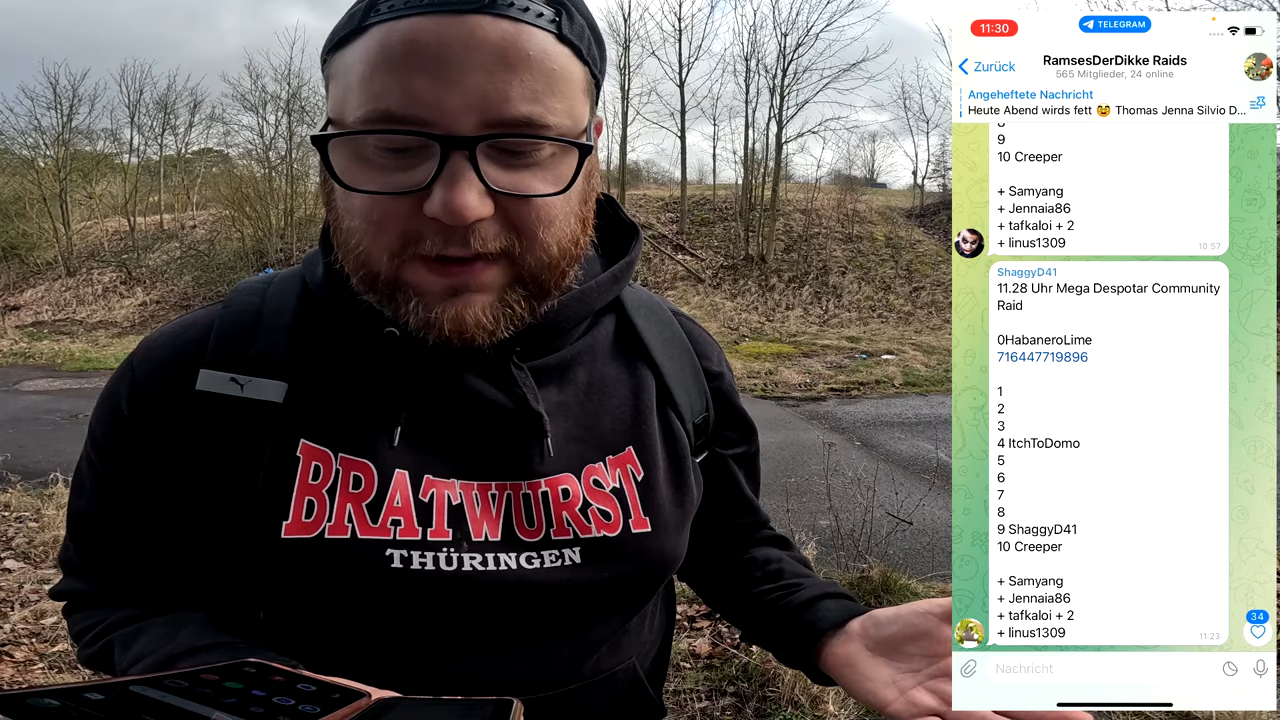 BRATWURST
THÜRINGEN
11:30
TELEGRAM
Zurück
RamsesDerDikke Raids
565 Mitglieder, 24 online
Angeheftete Nachricht
Heute Abend wirds fett 🤓 Thomas Jenna Silvio D...
9
10 Creeper
+ Samyang
+ Jennaia86
+ tafkaloi + 2
+ linus1309
10:57
ShaggyD41
11.28 Uhr Mega Despotar Community
Raid
0HabaneroLime
716447719896
1
2
3
4 ItchToDomo
5
6
7
8
9 ShaggyD41
10 Creeper
+ Samyang
+ Jennaia86
+ tafkaloi + 2
+ linus1309
11:23
34
Nachricht